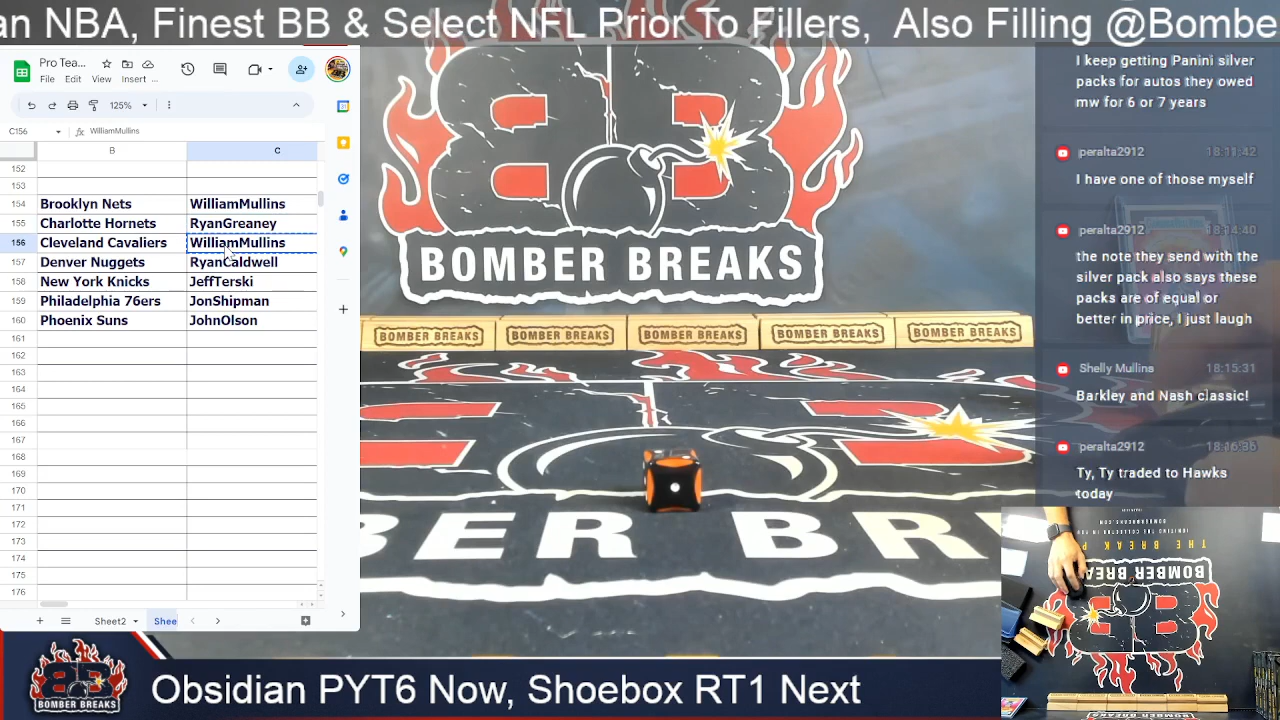 an NBA, Finest BB & Select NFL Prior To Fillers,  Also Filling @Bombe
Pro Tea...
File Edit View Insert ...
125%
C156
fx WilliamMullins
B C
152
153
154 Brooklyn Nets WilliamMullins
155 Charlotte Hornets RyanGreaney
156 Cleveland Cavaliers WilliamMullins
157 Denver Nuggets RyanCaldwell
158 New York Knicks JeffTerski
159 Philadelphia 76ers JonShipman
160 Phoenix Suns JohnOlson
161
162
163
164
165
166
167
168
169
170
171
172
173
174
175
176
Sheet2 Shee
BOMBER BREAKS
BOMBER BREAKS BOMBER BREAKS BOMBER BREAKS BOMBER BREAKS BOMBER BREAKS
BER BR
I keep getting Panini silver
packs for autos they owed
mw for 6 or 7 years
peralta2912 18:11:42
I have one of those myself
peralta2912 18:14:40
the note they send with the
silver pack also says these
packs are of equal or
better in price, I just laugh
Shelly Mullins 18:15:31
Barkley and Nash classic!
peralta2912 18:16:36
Ty, Ty traded to Hawks
today
BOMBERBREAKS.COM
THE BREAK P
BOMBER BREA
BOMBER BREAKS
Obsidian PYT6 Now, Shoebox RT1 Next